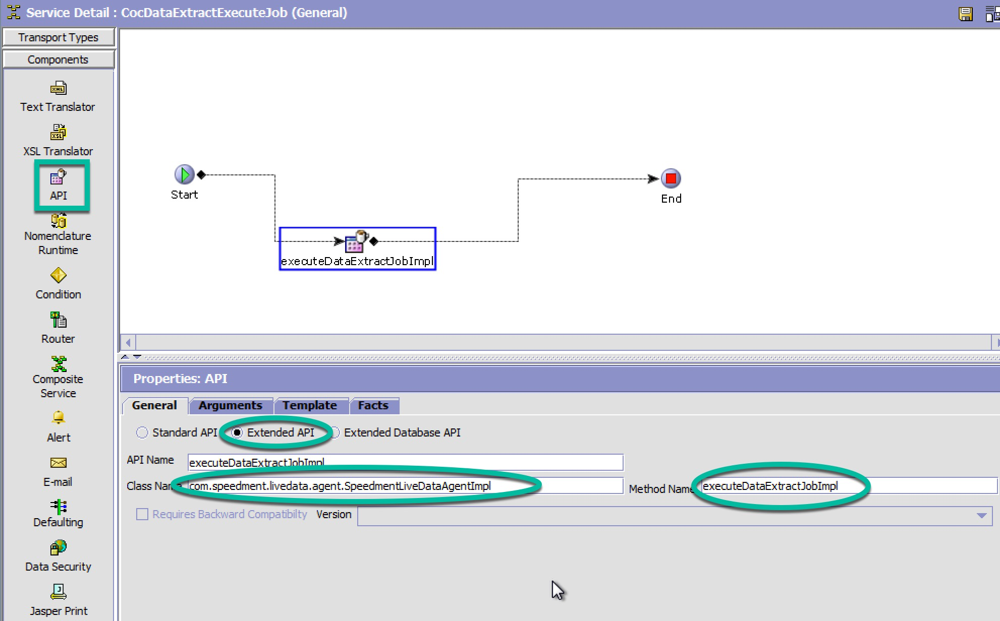 Service Detail : CocDataExtractExecuteJob (General)
Transport Types
Components
Text Translator
XSL Translator
API
Nomenclature
Runtime
Condition
Router
Composite
Service
Alert
E-mail
Defaulting
Data Security
Jasper Print
Start
executeDataExtractJobImpl
End
Properties: API
General Arguments Template Facts
Standard API Extended API Extended Database API
API Name executeDataExtractJobImpl
Class Name com.speedment.livedata.agent.SpeedmentLiveDataAgentImpl Method Name executeDataExtractJobImpl
Requires Backward Compatibilty Version